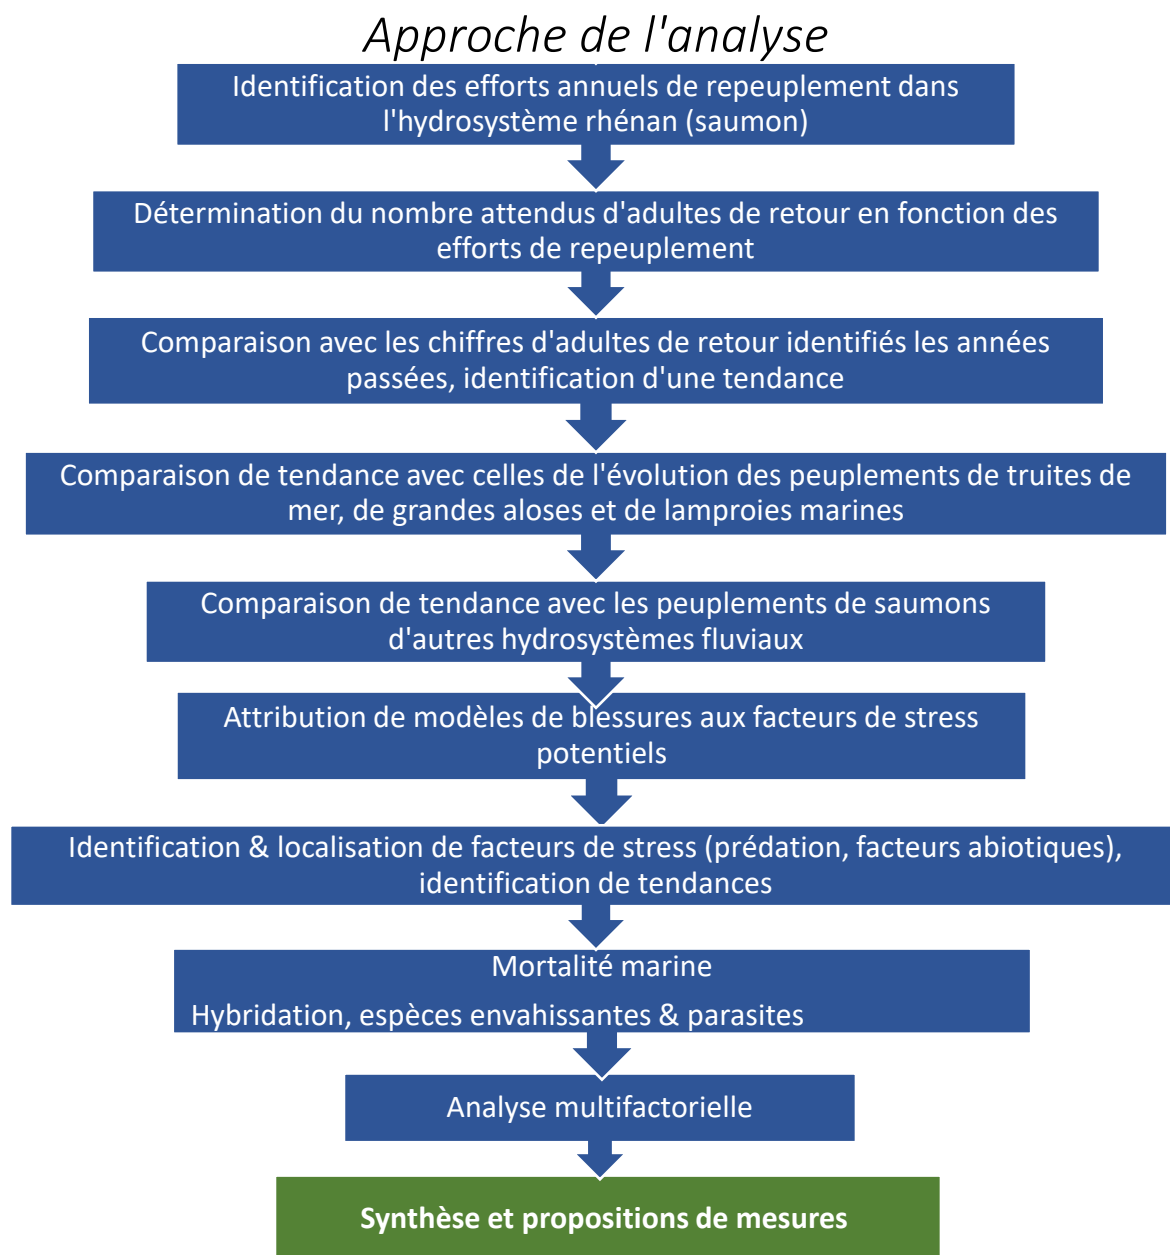 Approche de l'analyse
Identification des efforts annuels de repeuplement dans
l'hydrosystème rhénan (saumon)
Détermination du nombre attendus d'adultes de retour en fonction des
efforts de repeuplement
Comparaison avec les chiffres d'adultes de retour identifiés les années
passées, identification d'une tendance
Comparaison de tendance avec celles de l'évolution des peuplements de truites de
mer, de grandes aloses et de lamproies marines
Comparaison de tendance avec les peuplements de saumons
d'autres hydrosystèmes fluviaux
Attribution de modèles de blessures aux facteurs de stress
potentiels
Identification & localisation de facteurs de stress (prédation, facteurs abiotiques),
identification de tendances
Mortalité marine
Hybridation, espèces envahissantes & parasites
Analyse multifactorielle
Synthèse et propositions de mesures